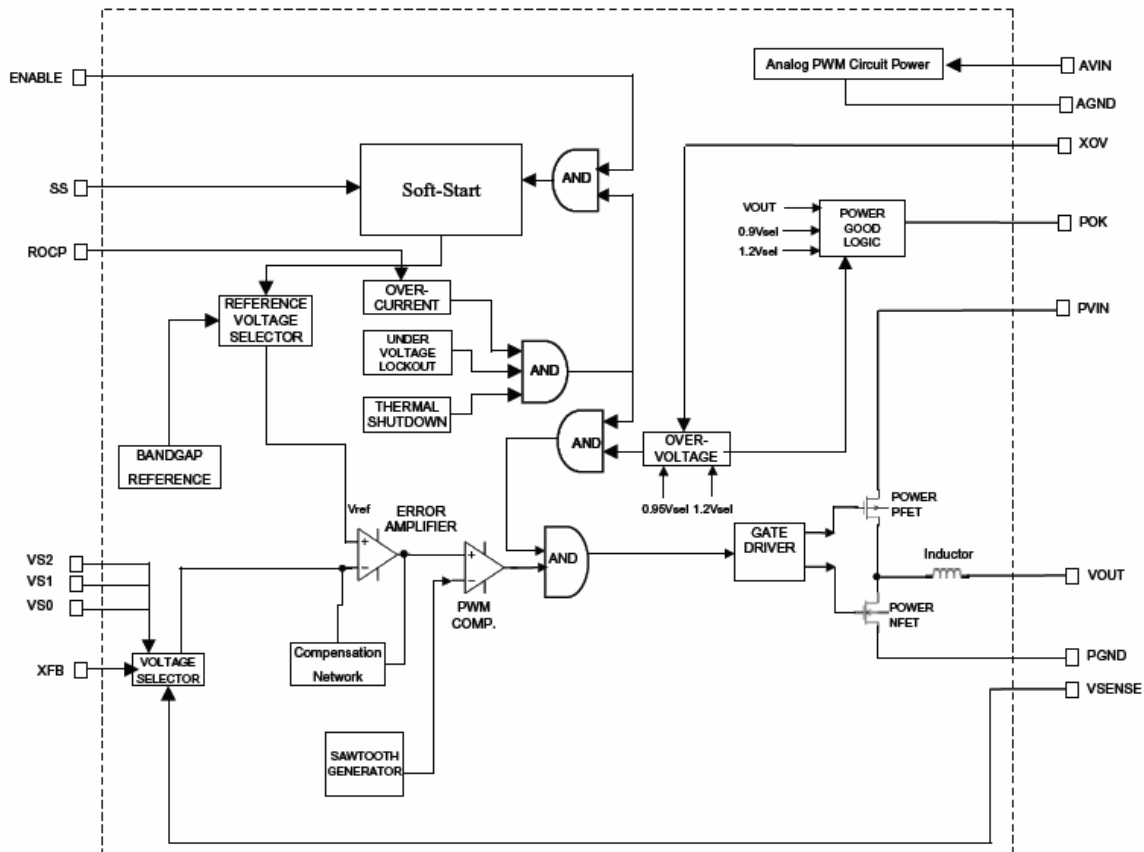 ENABLE
Analog PWM Circuit Power
AVIN
AGND
XOV
AND
SS
Soft-Start
VOUT
0.9Vsel
1.2Vsel
POWER
GOOD
LOGIC
POK
ROCP
OVER-
CURRENT
REFERENCE
VOLTAGE
SELECTOR
PVIN
UNDER
VOLTAGE
LOCKOUT
AND
THERMAL
SHUTDOWN
AND
OVER-
VOLTAGE
BANDGAP
REFERENCE
0.95Vsel
1.2Vsel
POWER
PFET
Vref
ERROR
AMPLIFIER
+
−
+
−
AND
GATE
DRIVER
Inductor
VS2
VS1
VS0
VOUT
PWM
COMP.
POWER
NFET
XFB
VOLTAGE
SELECTOR
Compensation
Network
PGND
VSENSE
SAWTOOTH
GENERATOR